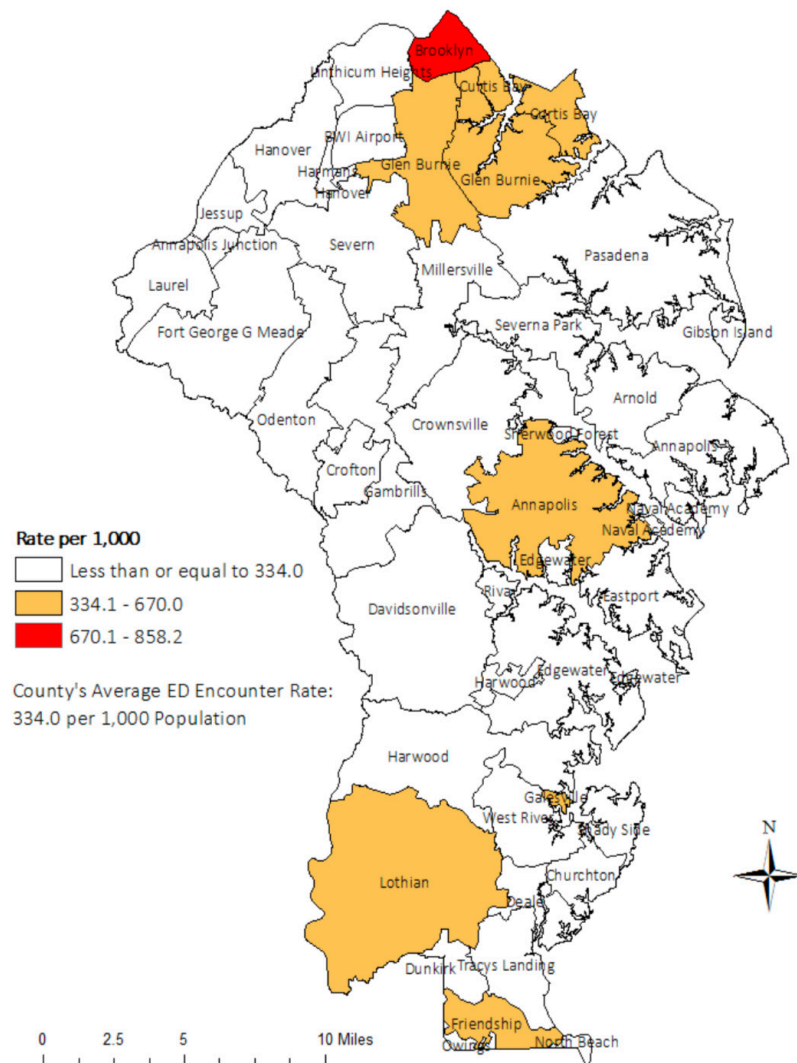 Brooklyn
Linthicum Heights
Curtis Bay
Curtis Bay
BWI Airport
Hanover
Glen Burnie
Harmans
Glen Burnie
Hanover
Jessup
Annapolis Junction
Severn
Pasadena
Millersville
Laurel
Fort George G Meade
Severna Park
Gibson Island
Arnold
Odenton
Crownsville
Sherwood Forest
Annapolis
Crofton
Gambrills
Annapolis
Naval Academy
Naval Academy
Rate per 1,000
Less than or equal to 334.0
334.1 - 670.0
670.1 - 858.2
Edgewater
Riva
Eastport
Davidsonville
Edgewater
Edgewater
Harwood
County's Average ED Encounter Rate:
334.0 per 1,000 Population
Harwood
Galesville
West River
Shady Side
N
Churchton
Lothian
Deale
Dunkirk
Tracys Landing
Friendship
North Beach
Owings
0 2.5 5 10 Miles